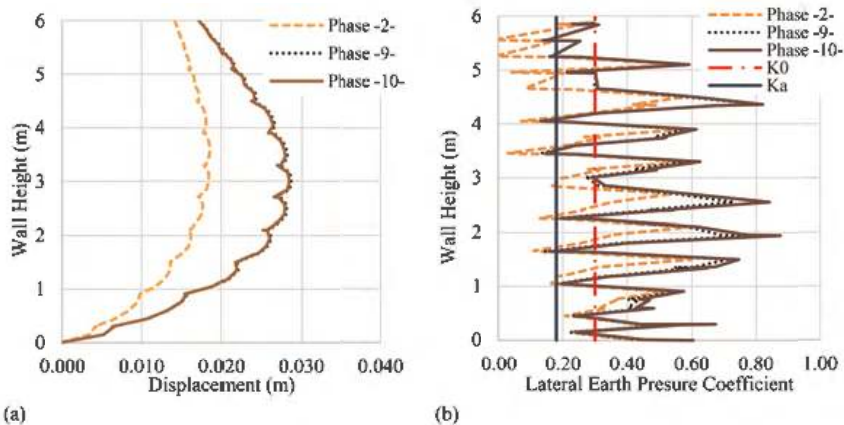 6
5
4
3
2
1
0
Wall Height (m)
Phase -2-
Phase -9-
Phase -10-
0.000 0.010 0.020 0.030 0.040
Displacement (m)
(a)
6
5
4
3
2
1
0
Wall Height (m)
Phase -2-
Phase -9-
Phase -10-
K0
Ka
0.00 0.20 0.40 0.60 0.80 1.00
Lateral Earth Presure Coefficient
(b)